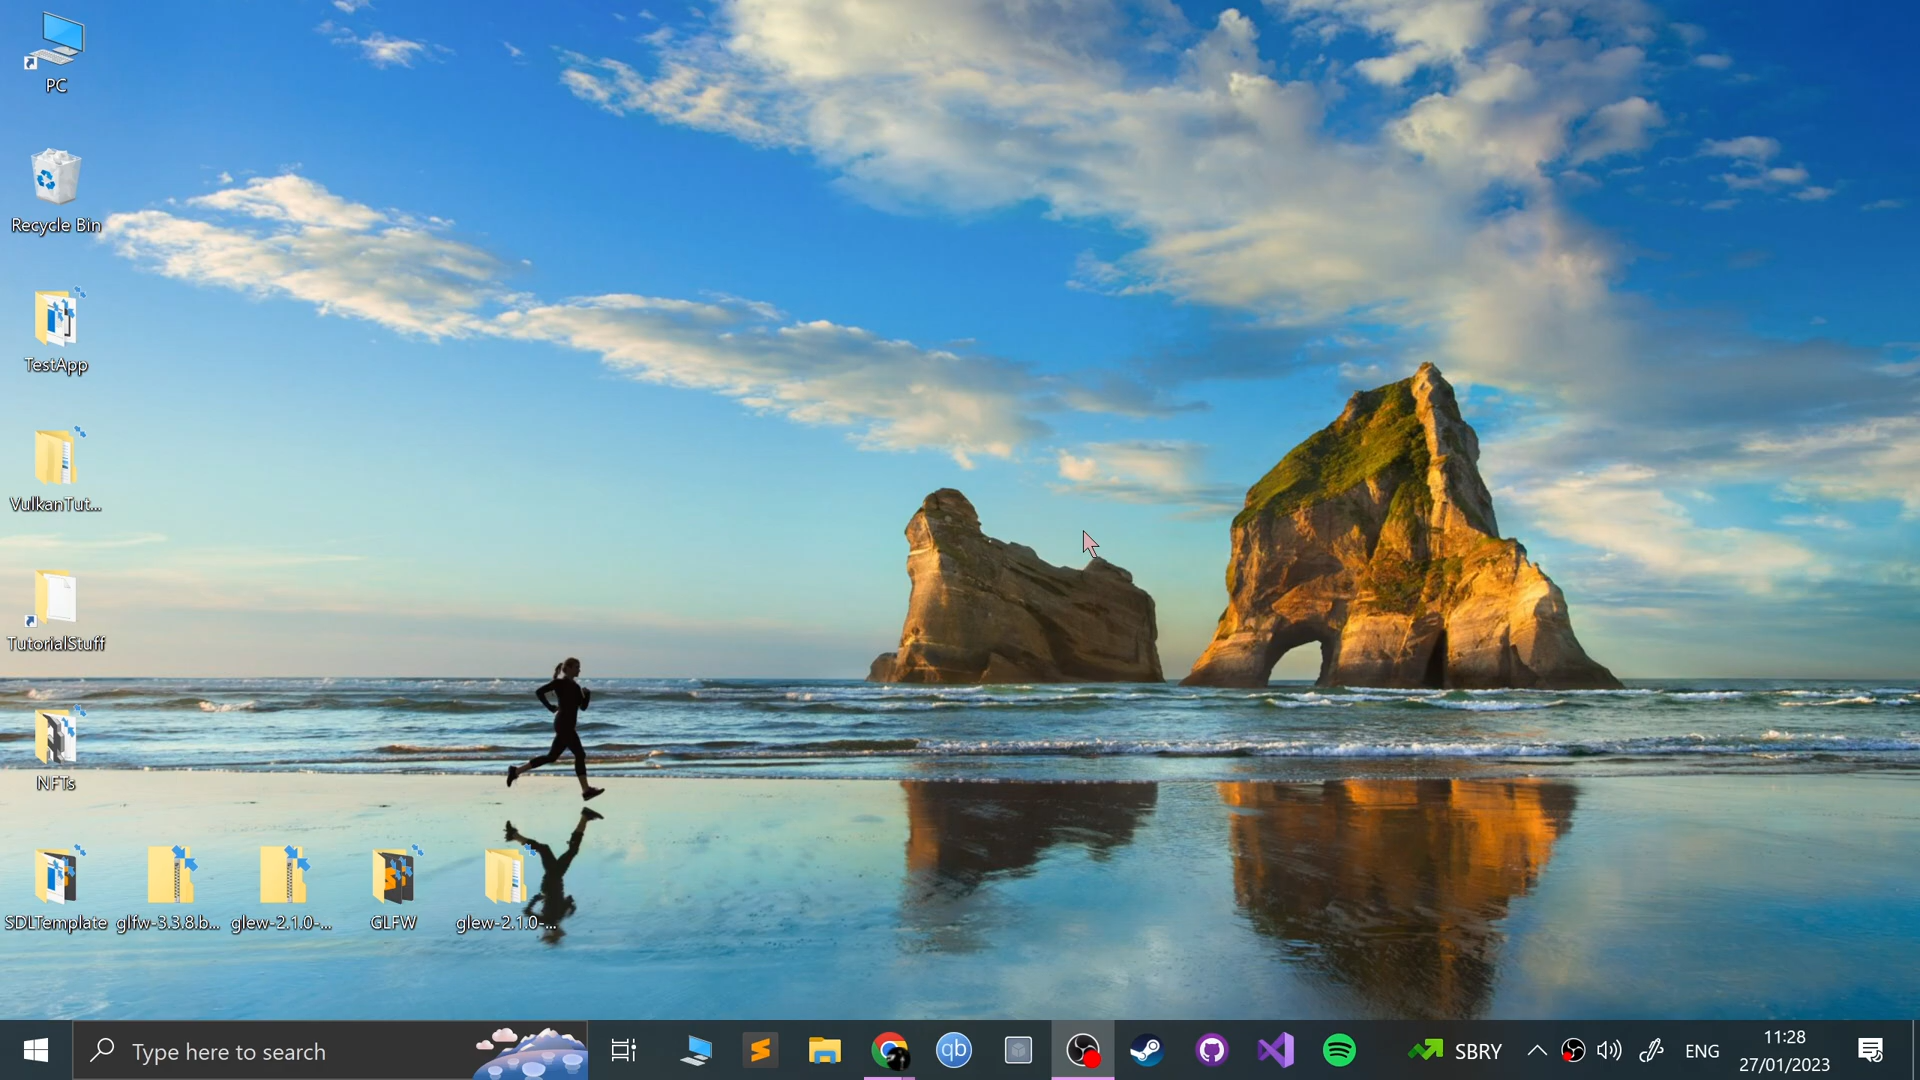 PC
Recycle Bin
TestApp
VulkanTut...
TutorialStuff
NFTs
SDLTemplate
glfw-3.3.8.b...
glew-2.1.0-...
GLFW
glew-2.1.0-...
Type here to search
qb
SBRY
ENG
11:28
27/01/2023